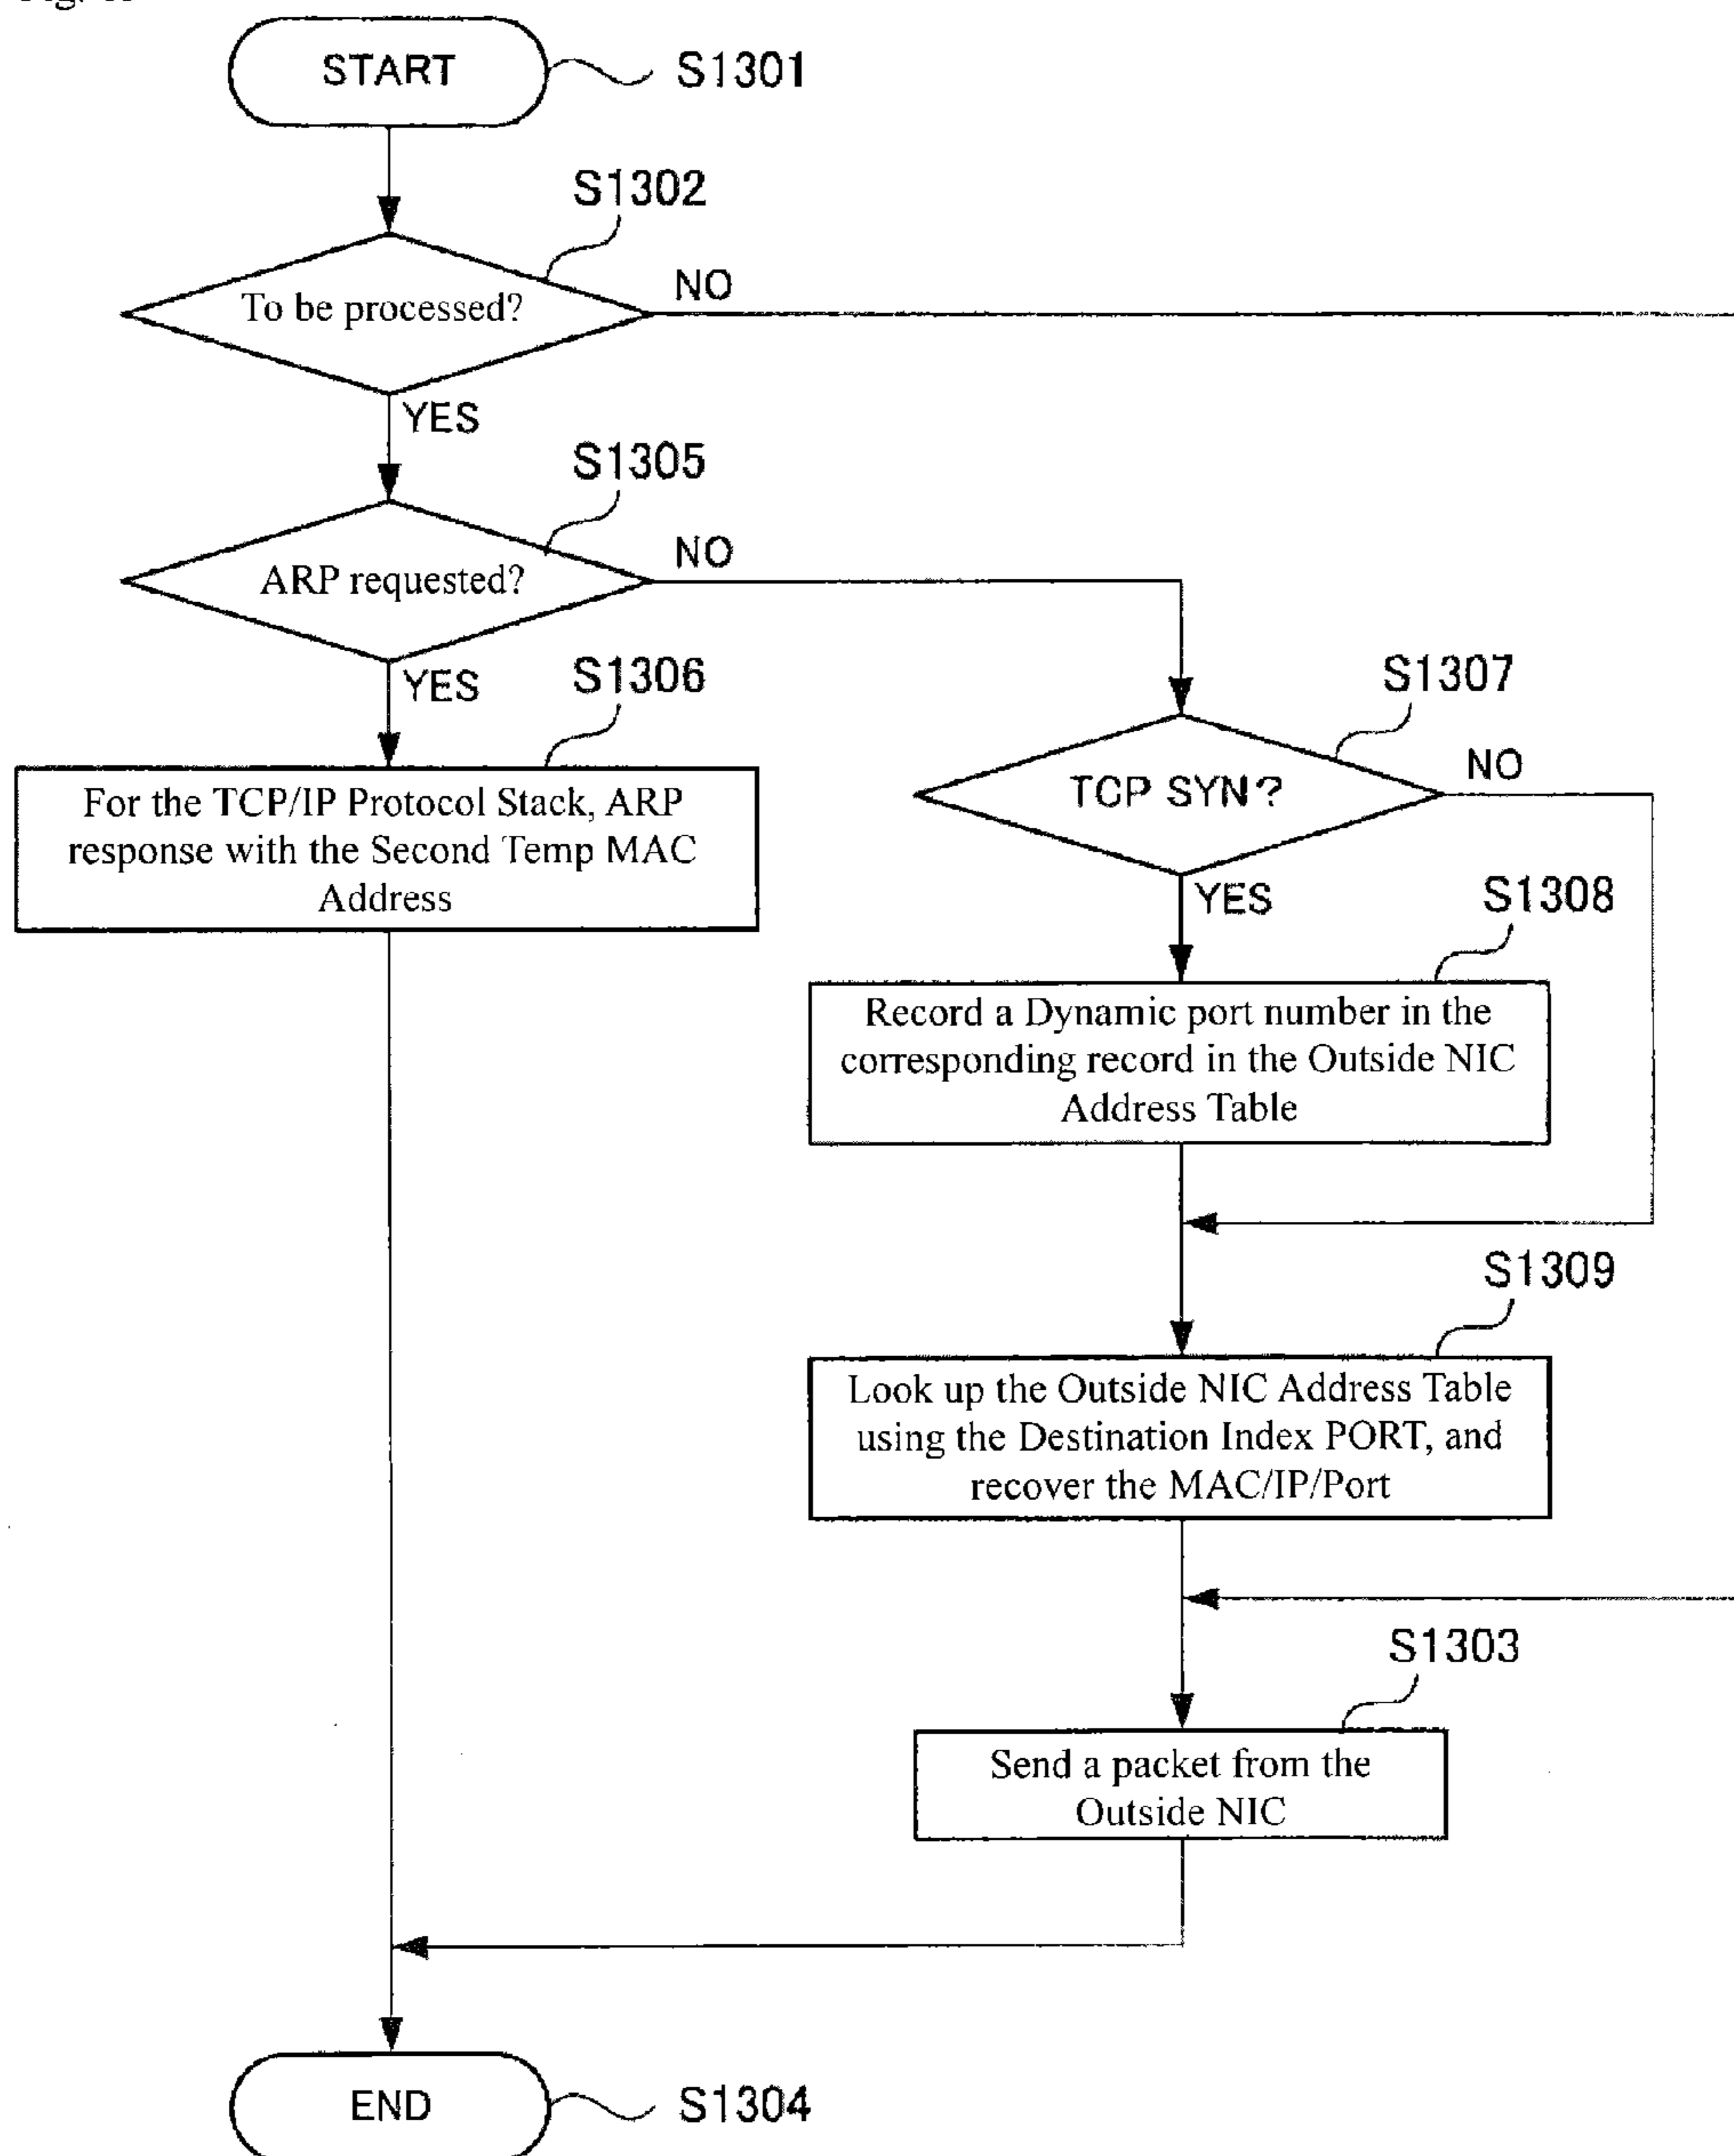 START
S1301
S1302
To be processed?
NO
YES
S1305
ARP requested?
NO
YES
S1306
For the TCP/IP Protocol Stack, ARP
response with the Second Temp MAC
Address
S1307
TCP SYN?
NO
YES
S1308
Record a Dynamic port number in the
corresponding record in the Outside NIC
Address Table
S1309
Look up the Outside NIC Address Table
using the Destination Index PORT, and
recover the MAC/IP/Port
S1303
Send a packet from the
Outside NIC
END
S1304